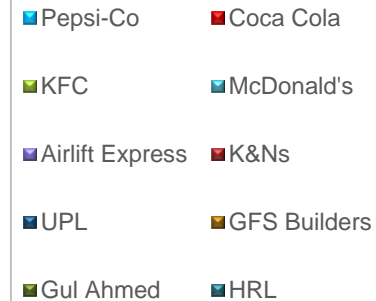 Pepsi-Co Coca Cola
KFC McDonald's
Airlift Express K&Ns
UPL GFS Builders
Gul Ahmed HRL